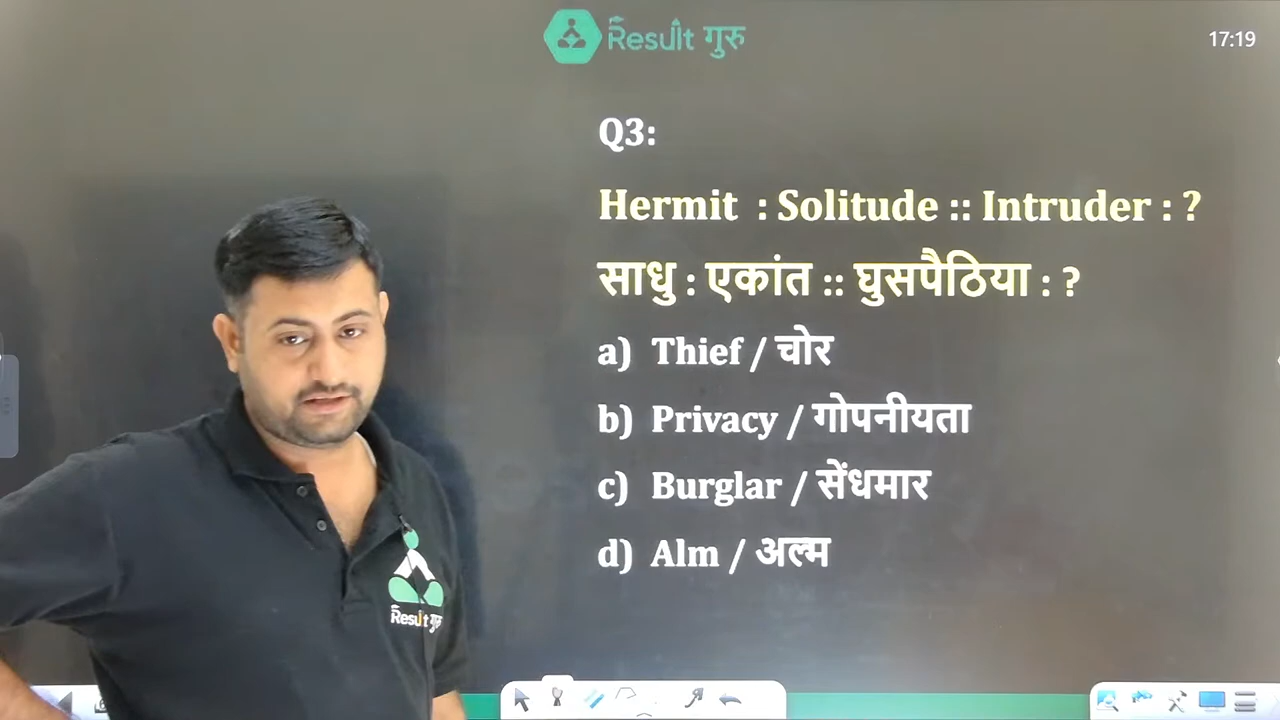 Result गुरु
17:19
Q3:
Hermit : Solitude :: Intruder : ?
साधु : एकांत :: घुसपैठिया : ?
a) Thief / चोर
b) Privacy / गोपनीयता
c) Burglar / सेंधमार
d) Alm / अल्म
Result गुरु